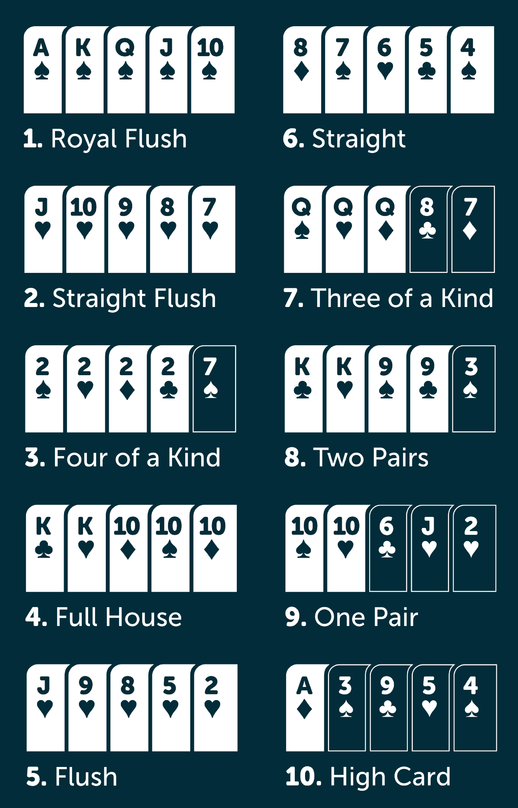 A K Q J 10
1. Royal Flush
J 10 9 8 7
2. Straight Flush
2 2 2 2 7
3. Four of a Kind
K K 10 10 10
4. Full House
J 9 8 5 2
5. Flush
8 7 6 5 4
6. Straight
Q Q Q 8 7
7. Three of a Kind
K K 9 9 3
8. Two Pairs
10 10 6 J 2
9. One Pair
A 3 9 5 4
10. High Card